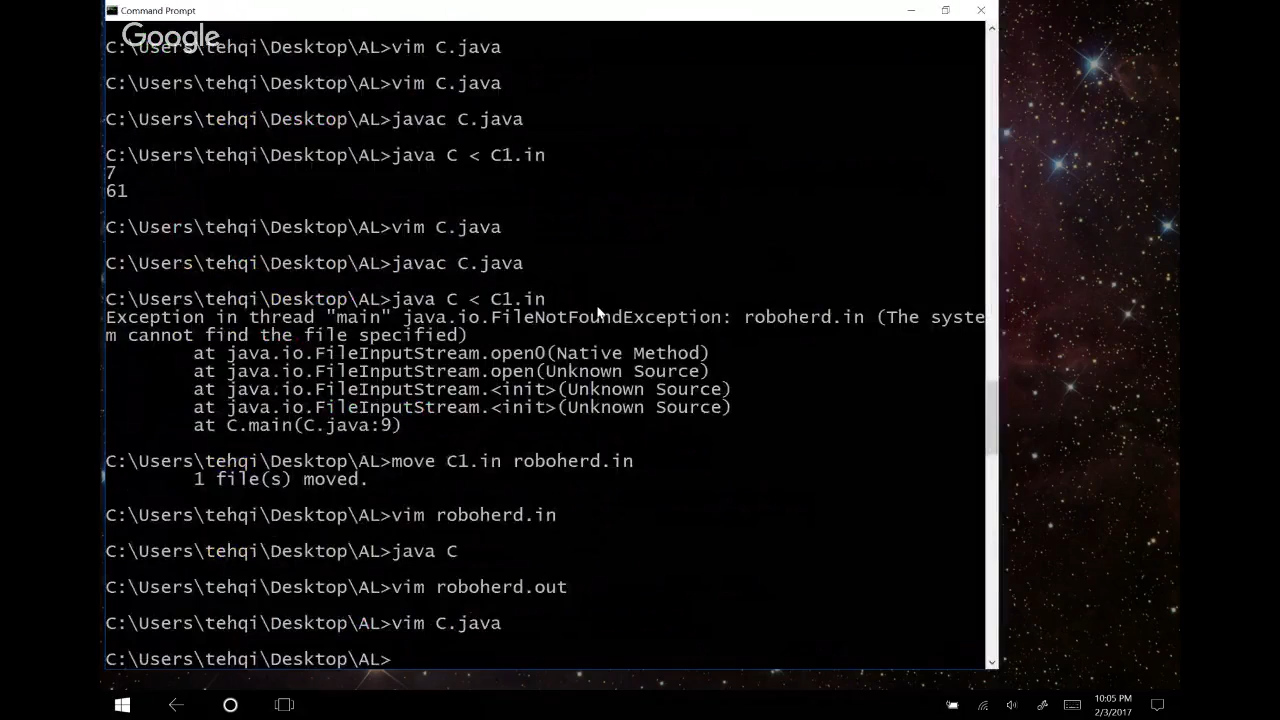 Command Prompt
Google
C:\Users\tehqi\Desktop\AL>vim C.java
C:\Users\tehqi\Desktop\AL>vim C.java
C:\Users\tehqi\Desktop\AL>javac C.java
C:\Users\tehqi\Desktop\AL>java C < C1.in
7
61
C:\Users\tehqi\Desktop\AL>vim C.java
C:\Users\tehqi\Desktop\AL>javac C.java
C:\Users\tehqi\Desktop\AL>java C < C1.in
Exception in thread "main" java.io.FileNotFoundException: roboherd.in (The syste
m cannot find the file specified)
at java.io.FileInputStream.open0(Native Method)
at java.io.FileInputStream.open(Unknown Source)
at java.io.FileInputStream.<init>(Unknown Source)
at java.io.FileInputStream.<init>(Unknown Source)
at C.main(C.java:9)
C:\Users\tehqi\Desktop\AL>move C1.in roboherd.in
1 file(s) moved.
C:\Users\tehqi\Desktop\AL>vim roboherd.in
C:\Users\tehqi\Desktop\AL>java C
C:\Users\tehqi\Desktop\AL>vim roboherd.out
C:\Users\tehqi\Desktop\AL>vim C.java
C:\Users\tehqi\Desktop\AL>
10:05 PM
2/3/2017